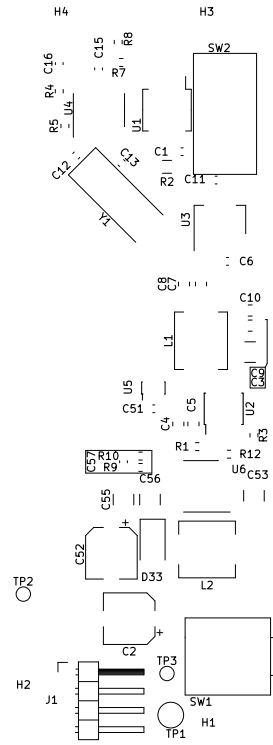 H4
H3
R8
C15
SW2
C16
R7
R4
U4
U1
R5
C12
C13
C1
R2
C11
Y1
U3
C6
C8
C7
C10
L1
C9
C3
U5
C51
C5
U2
C4
R3
R1
R10
C57
R9
R12
U6
C56
C53
C55
+
C52
D33
L2
TP2
+
C2
TP3
H2
J1
SW1
TP1
H1